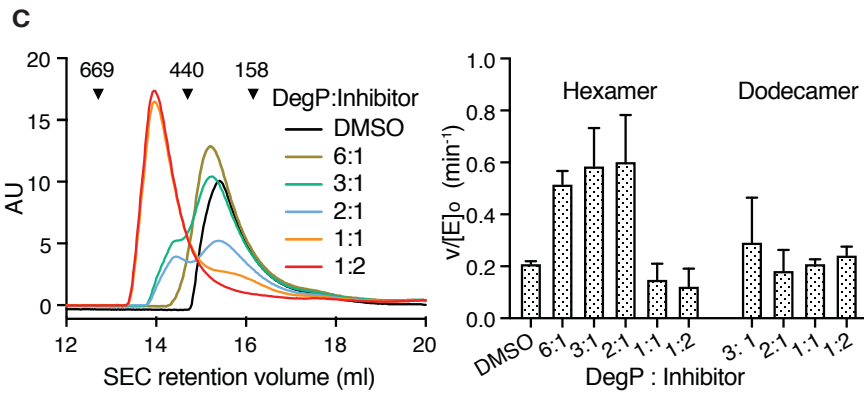 C
20
15
10
5
0
AU
669 440 158
DegP:Inhibitor
DMSO
6:1
3:1
2:1
1:1
1:2
12 14 16 18 20
SEC retention volume (ml)
1.0
0.8
0.6
0.4
0.2
0.0
v/[E]o (min⁻¹)
Hexamer Dodecamer
DMSO 6:1 3:1 2:1 1:1 1:2 3:1 2:1 1:1 1:2
DegP : Inhibitor